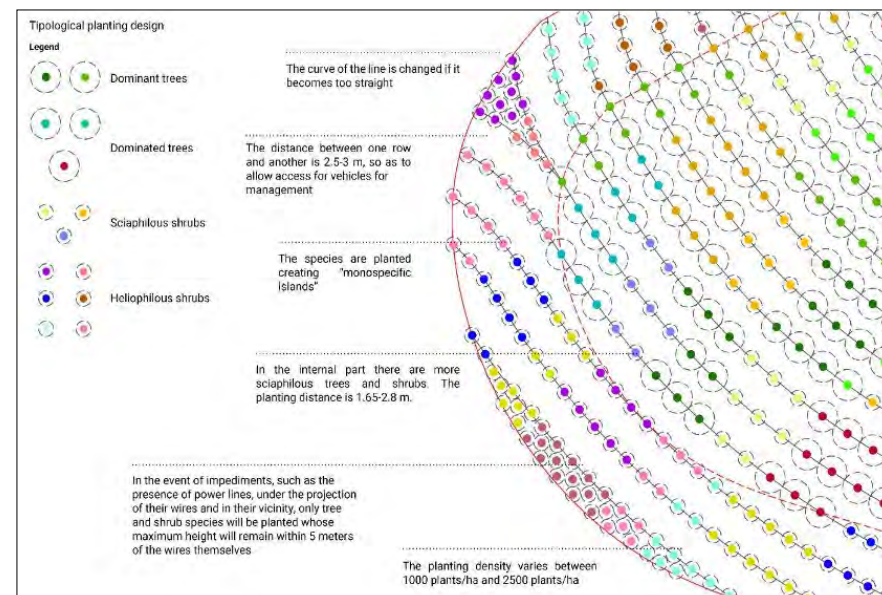 Tipological planting design
Legend
Dominant trees
Dominated trees
Sciaphilous shrubs
Heliophilous shrubs
The curve of the line is changed if it
becomes too straight
The distance between one row
and another is 2.5-3 m, so as to
allow access for vehicles for
management
The species are planted
creating "monospecific
islands"
In the internal part there are more
sciaphilous trees and shrubs. The
planting distance is 1.65-2.8 m.
In the event of impediments, such as the
presence of power lines, under the projection
of their wires and in their vicinity, only tree
and shrub species will be planted whose
maximum height will remain within 5 meters
of the wires themselves
The planting density varies between
1000 plants/ha and 2500 plants/ha